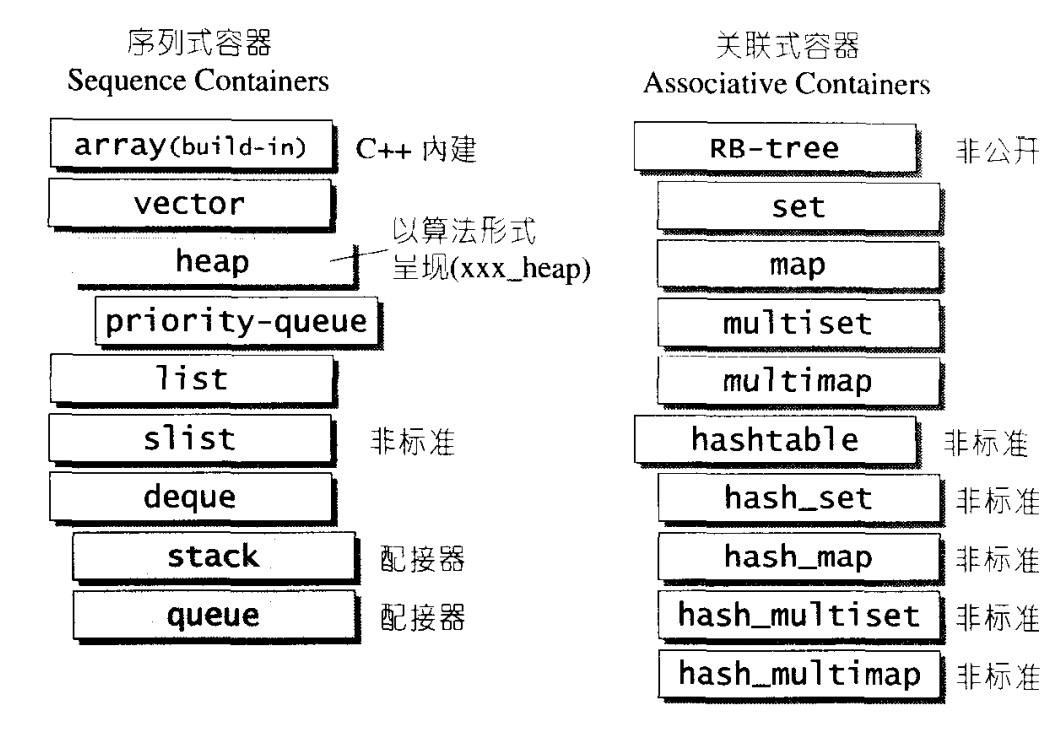 序列式容器
Sequence Containers
array(build-in) C++ 内建
vector
heap
以算法形式
呈现(xxx_heap)
priority-queue
list
slist 非标准
deque
stack 配接器
queue 配接器
关联式容器
Associative Containers
RB-tree 非公开
set
map
multiset
multimap
hashtable 非标准
hash_set 非标准
hash_map 非标准
hash_multiset 非标准
hash_multimap 非标准